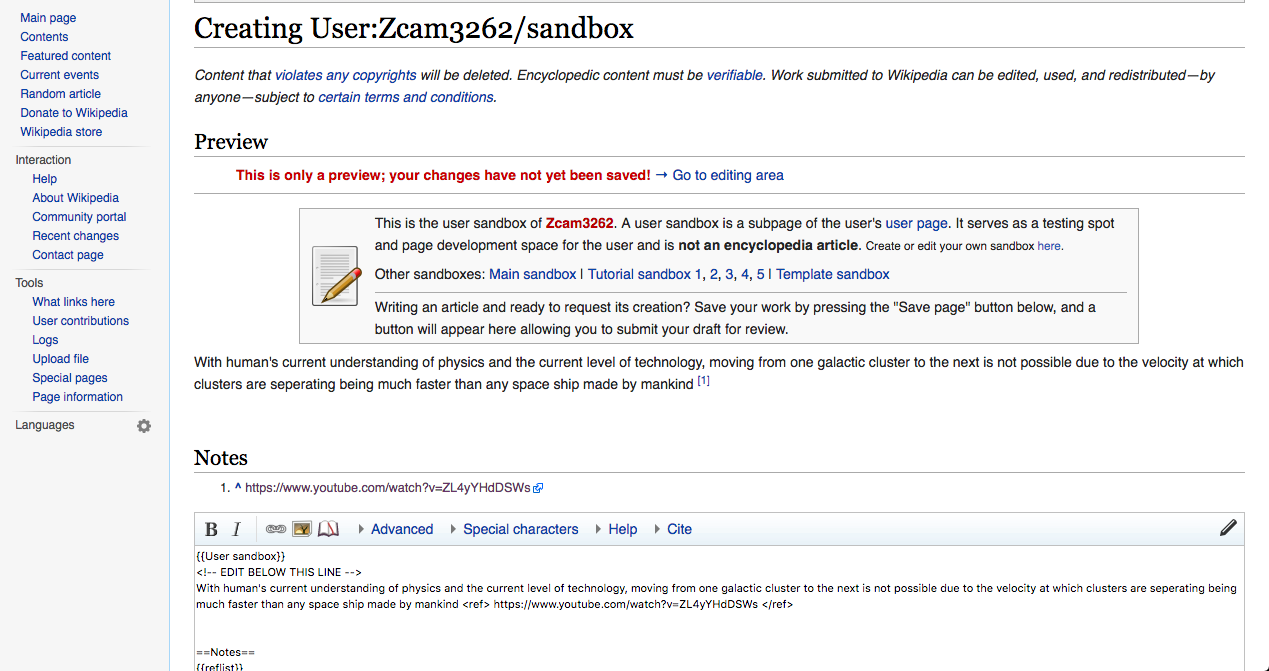 Main page
Contents
Featured content
Current events
Random article
Donate to Wikipedia
Wikipedia store
Interaction
Help
About Wikipedia
Community portal
Recent changes
Contact page
Tools
What links here
User contributions
Logs
Upload file
Special pages
Page information
Languages
Creating User:Zcam3262/sandbox
Content that violates any copyrights will be deleted. Encyclopedic content must be verifiable. Work submitted to Wikipedia can be edited, used, and redistributed—by
anyone—subject to certain terms and conditions.
Preview
This is only a preview; your changes have not yet been saved! → Go to editing area
This is the user sandbox of Zcam3262. A user sandbox is a subpage of the user's user page. It serves as a testing spot
and page development space for the user and is not an encyclopedia article. Create or edit your own sandbox here.
Other sandboxes: Main sandbox | Tutorial sandbox 1, 2, 3, 4, 5 | Template sandbox
Writing an article and ready to request its creation? Save your work by pressing the "Save page" button below, and a
button will appear here allowing you to submit your draft for review.
With human's current understanding of physics and the current level of technology, moving from one galactic cluster to the next is not possible due to the velocity at which
clusters are seperating being much faster than any space ship made by mankind [1]
Notes
1. ^ https://www.youtube.com/watch?v=ZL4yYHdDSWs
B I Advanced Special characters Help Cite
{{User sandbox}}
<!-- EDIT BELOW THIS LINE -->
With human's current understanding of physics and the current level of technology, moving from one galactic cluster to the next is not possible due to the velocity at which clusters are seperating being
much faster than any space ship made by mankind <ref> https://www.youtube.com/watch?v=ZL4yYHdDSWs </ref>
==Notes==
{{reflist}}